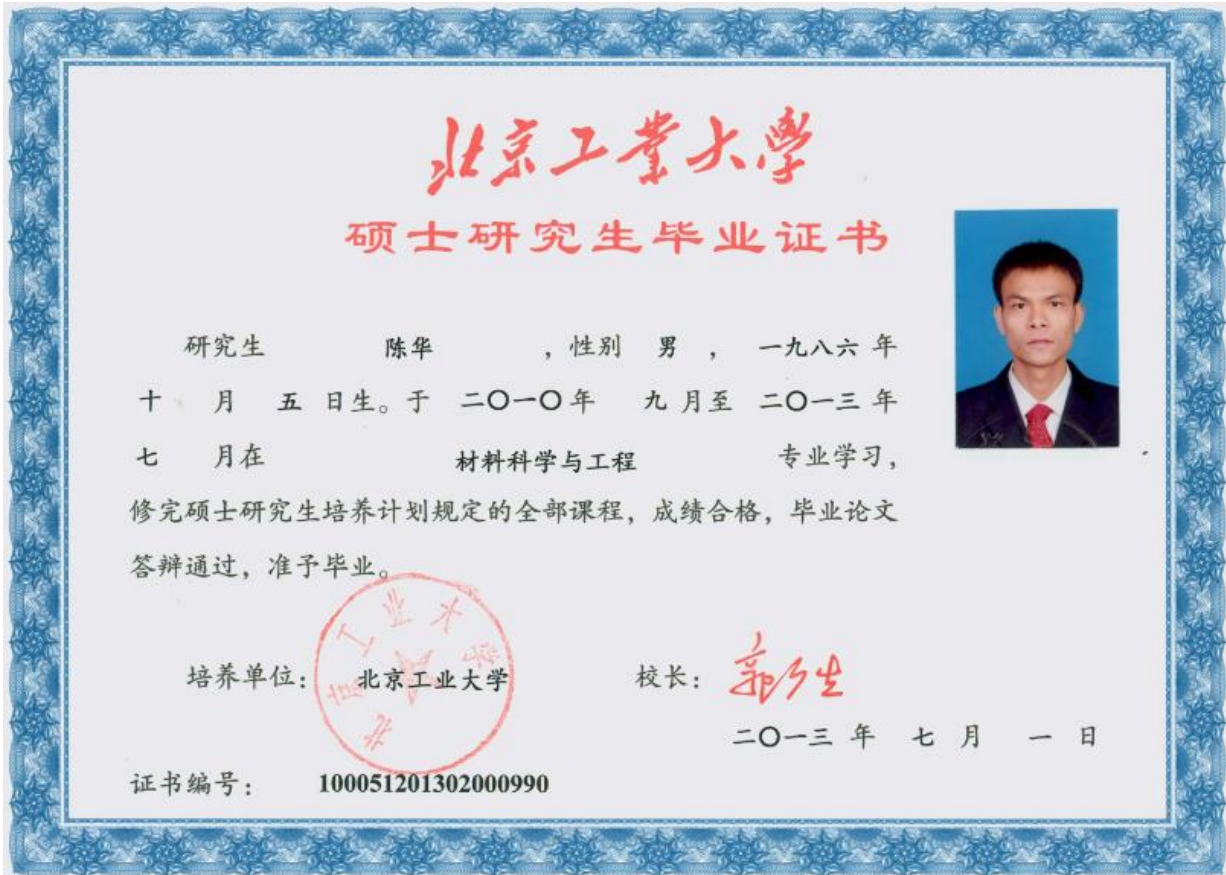 北京工業大學
硕士研究生毕业证书
研究生 陈华 ，性别 男 ， 一九八六 年
十 月 五 日生。于 二〇一〇年 九 月至 二〇一三 年
七 月在 材料科学与工程 专业学习，
修完硕士研究生培养计划规定的全部课程，成绩合格，毕业论文
答辩通过，准予毕业。
北京工业大学
培养单位： 北京工业大学 校长：
二〇一三 年 七 月 一 日
证书编号： 100051201302000990